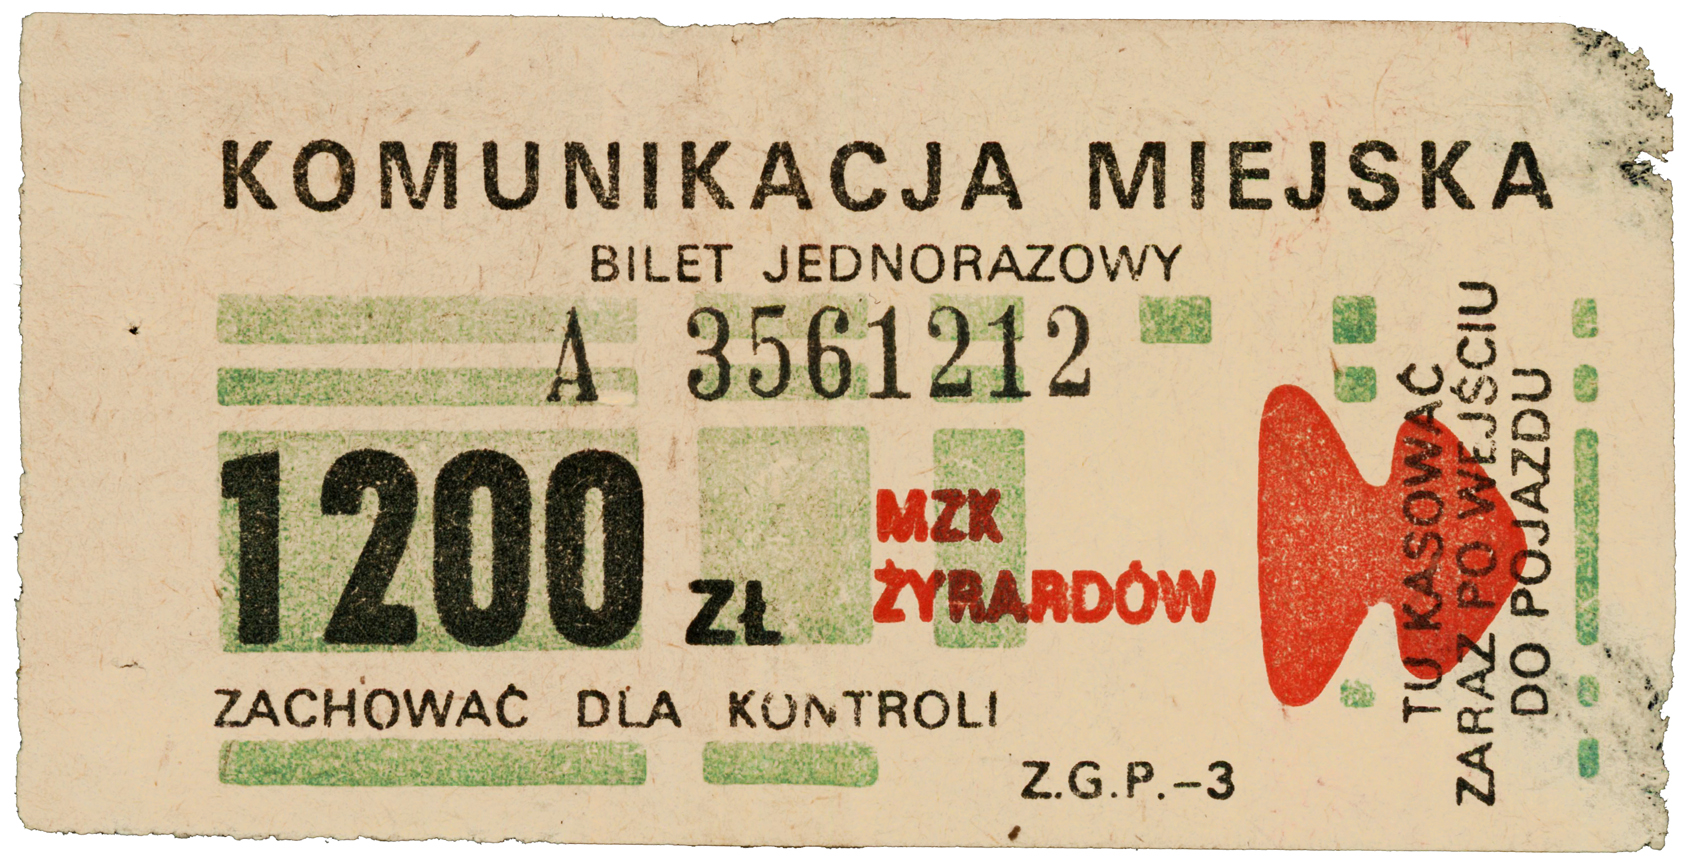 KOMUNIKACJA MIEJSKA
BILET JEDNORAZOWY
A 3561212
1200 ZŁ
MZK
ŻYRARDÓW
ZACHOWAĆ DLA KONTROLI
Z.G.P.-3
TU KASOWAĆ
ZARAZ PO WEJŚCIU
DO POJAZDU